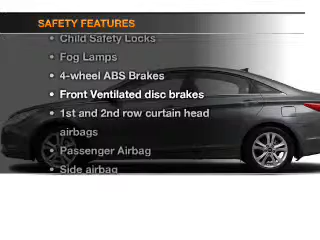 SAFETY FEATURES
• Child Safety Locks
• Fog Lamps
• 4-wheel ABS Brakes
• Front Ventilated disc brakes
• 1st and 2nd row curtain head
airbags
• Passenger Airbag
• Side airbag